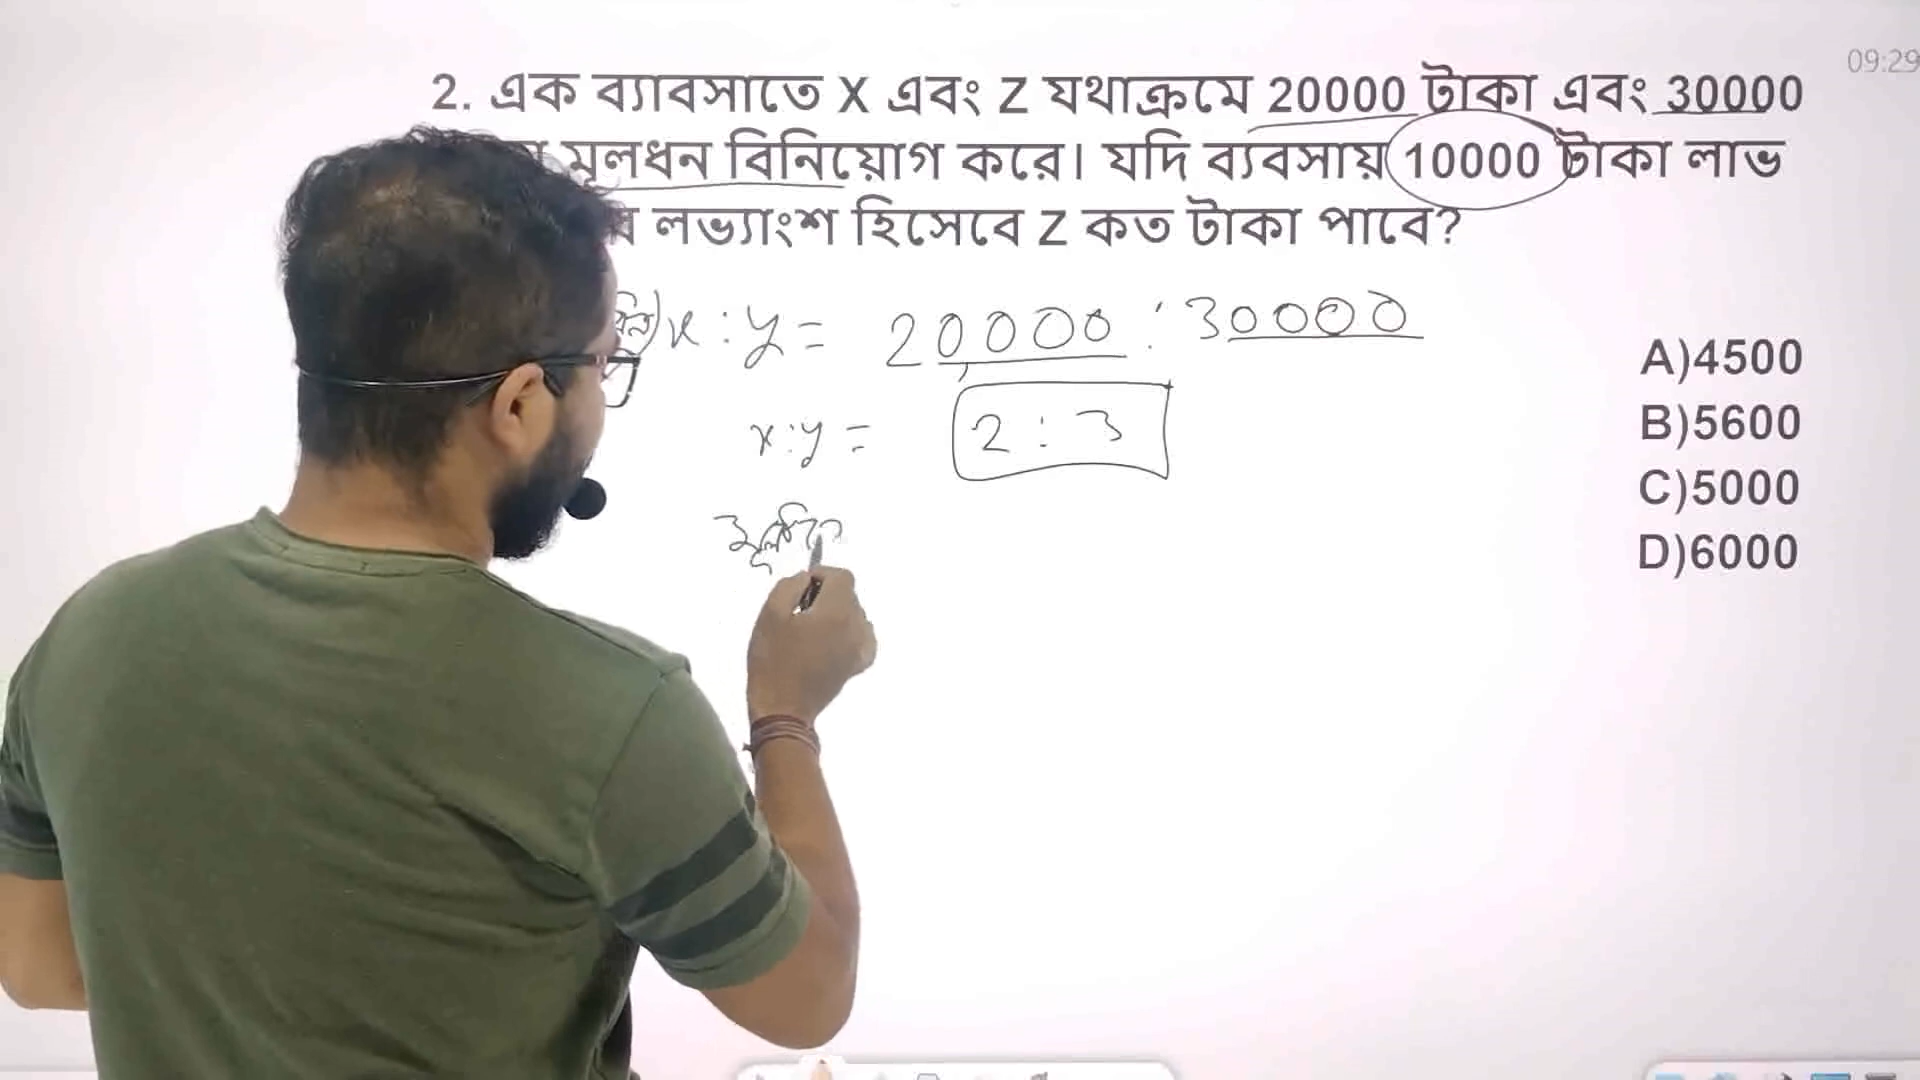 09:29
2. এক ব্যাবসাতে X এবং Z যথাক্রমে 20000 টাকা এবং 30000
মূলধন বিনিয়োগ করে। যদি ব্যবসায় 10000 টাকা লাভ
লভ্যাংশ হিসেবে Z কত টাকা পাবে?
x : y = 20000 : 30000
x : y = 2 : 3
A)4500
B)5600
C)5000
D)6000